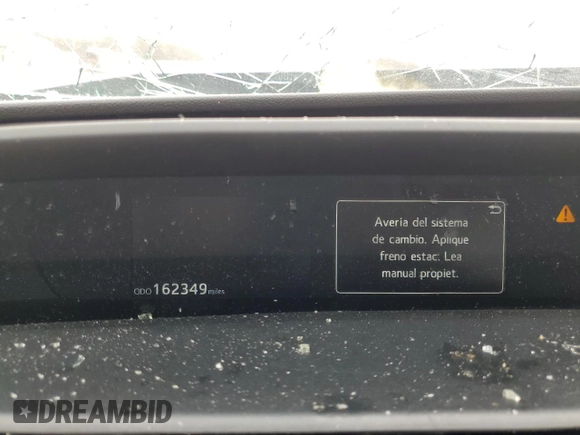 Avería del sistema
de cambio. Aplique
freno estac. Lea
manual propiet.
ODO 162349 miles
DREAMBID